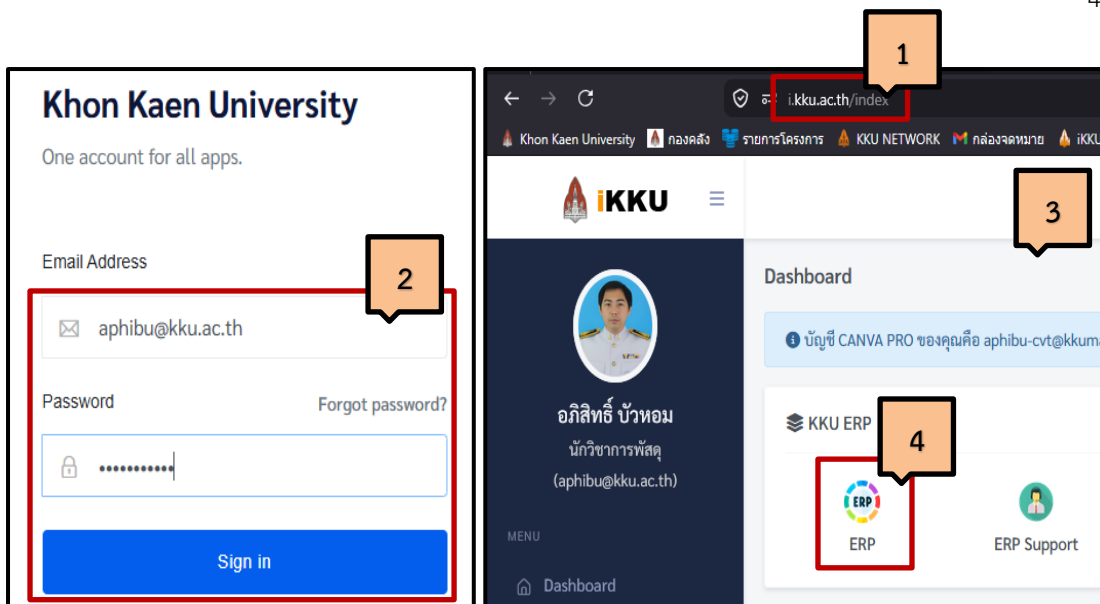 4
1
Khon Kaen University
One account for all apps.
Email Address
2
aphibu@kku.ac.th
Password
Forgot password?
Sign in
i.kku.ac.th/index
Khon Kaen University กองคลัง รายการโครงการ KKU NETWORK กล่องจดหมาย iKKU
iKKU
3
Dashboard
บัญชี CANVA PRO ของคุณคือ aphibu-cvt@kkuma
อภิสิทธิ์ บัวหอม
นักวิชาการพัสดุ
(aphibu@kku.ac.th)
MENU
Dashboard
KKU ERP
4
ERP
ERP
ERP Support